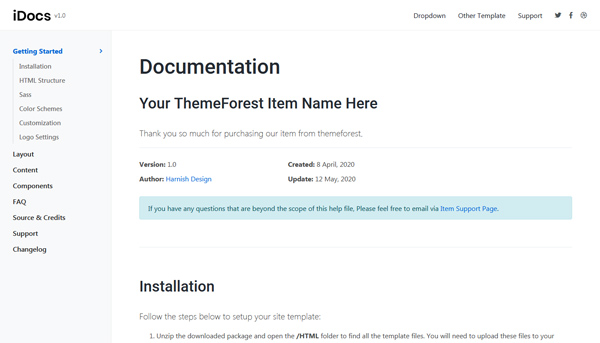 iDocs v1.0
Dropdown Other Template Support
Getting Started
Installation
HTML Structure
Sass
Color Schemes
Customization
Logo Settings
Layout
Content
Components
FAQ
Source & Credits
Support
Changelog
Documentation
Your ThemeForest Item Name Here
Thank you so much for purchasing our item from themeforest.
Version: 1.0 Created: 8 April, 2020
Author: Harnish Design Update: 12 May, 2020
If you have any questions that are beyond the scope of this help file, Please feel free to email via Item Support Page.
Installation
Follow the steps below to setup your site template:
1. Unzip the downloaded package and open the /HTML folder to find all the template files. You will need to upload these files to your